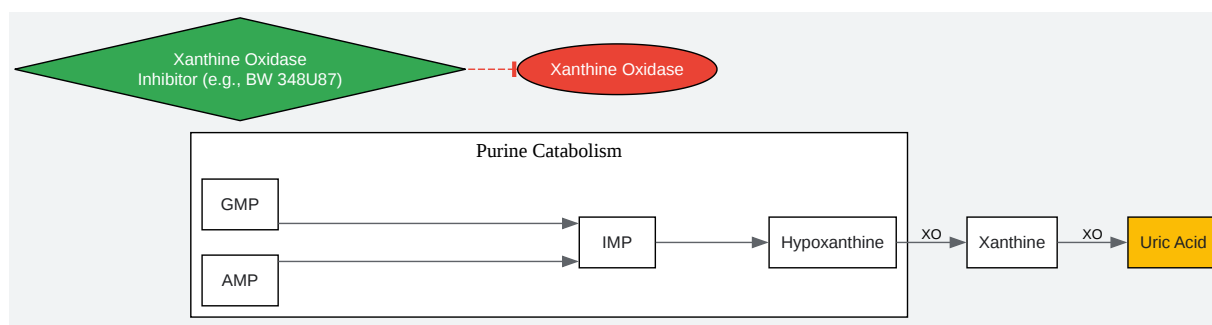 Xanthine Oxidase
Inhibitor (e.g., BW 348U87)
Xanthine Oxidase
Purine Catabolism
GMP
AMP
IMP
Hypoxanthine
XO
Xanthine
XO
Uric Acid